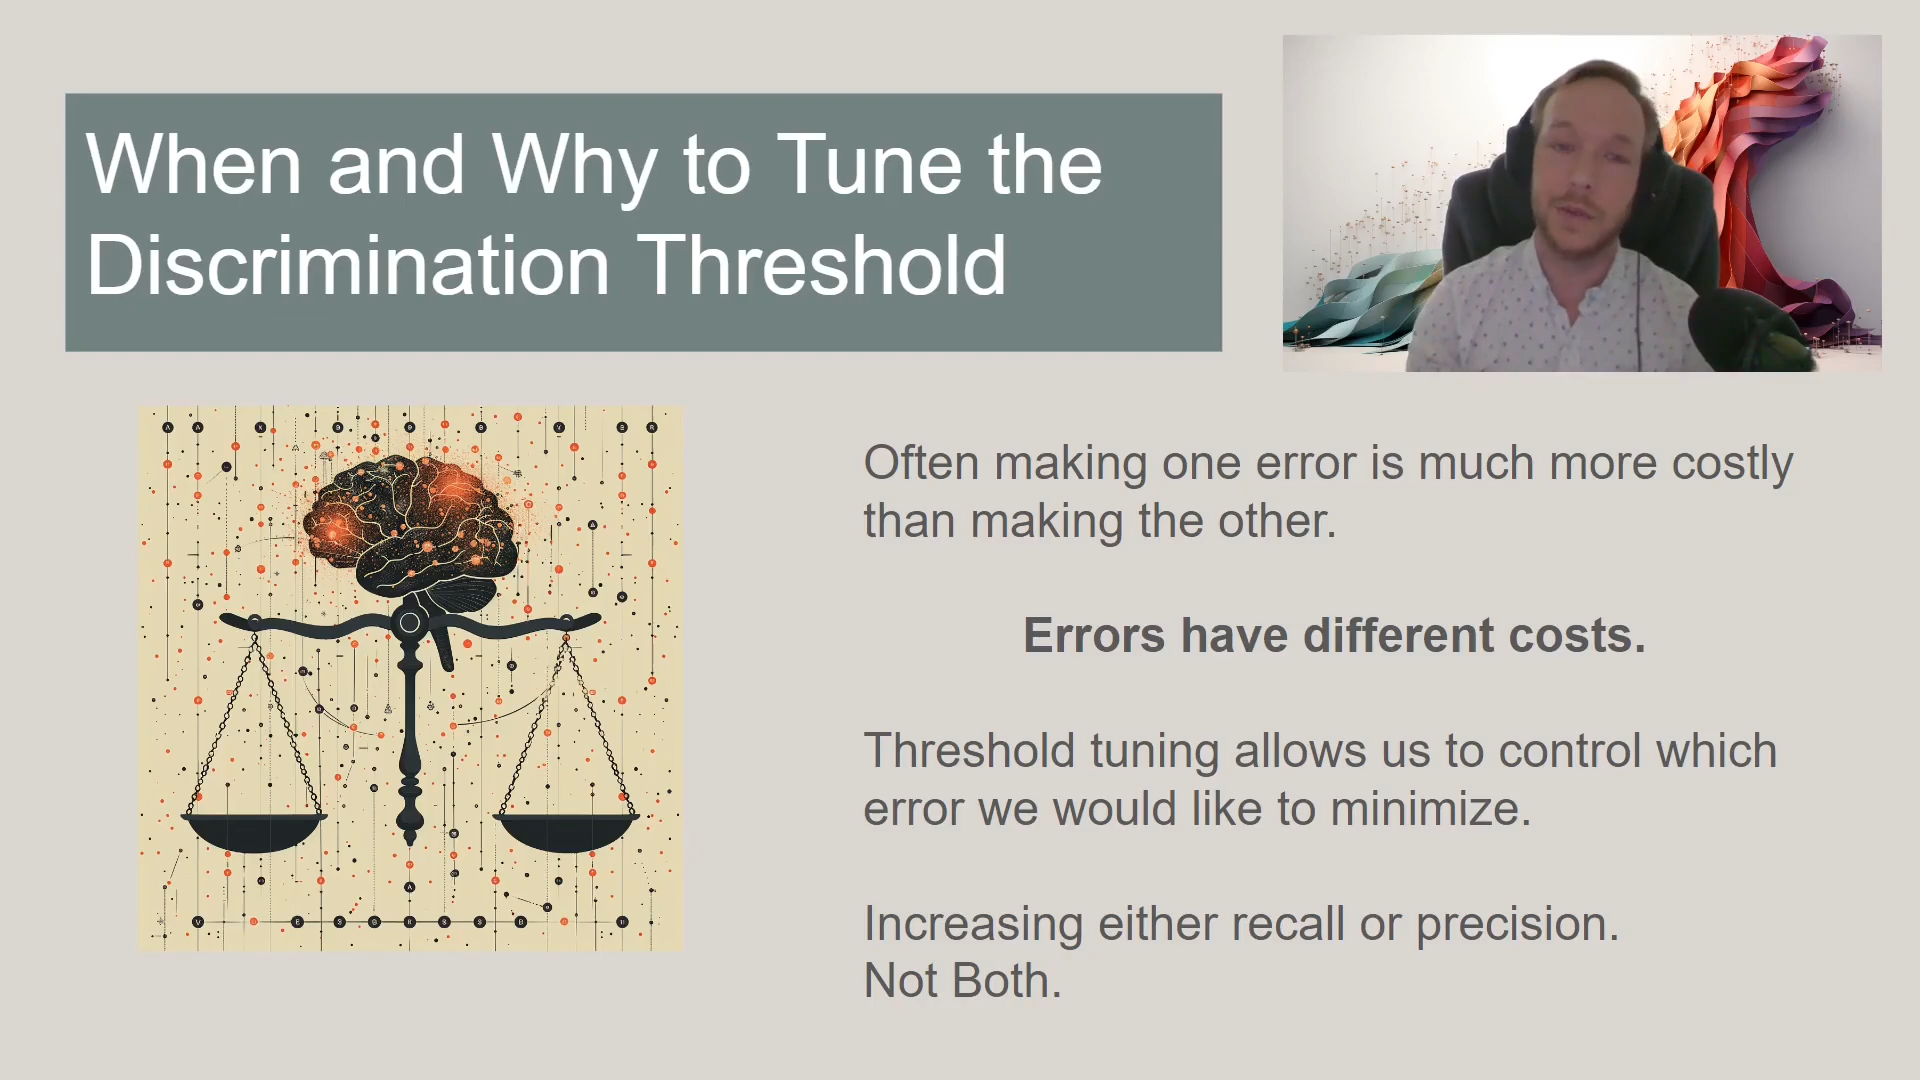 When and Why to Tune the
Discrimination Threshold
Often making one error is much more costly
than making the other.
Errors have different costs.
Threshold tuning allows us to control which
error we would like to minimize.
Increasing either recall or precision.
Not Both.